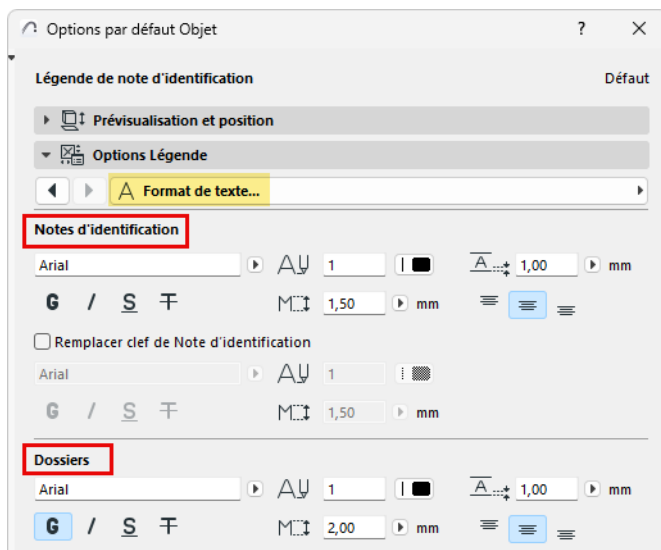 Options par défaut Objet ?
Légende de note d'identification Défaut
Prévisualisation et position
Options Légende
A Format de texte...
Notes d'identification
Arial 1 1,00 mm
G / S T M 1,50 mm
Remplacer clef de Note d'identification
Arial 1
G / S T M 1,50 mm
Dossiers
Arial 1 1,00 mm
G / S T M 2,00 mm